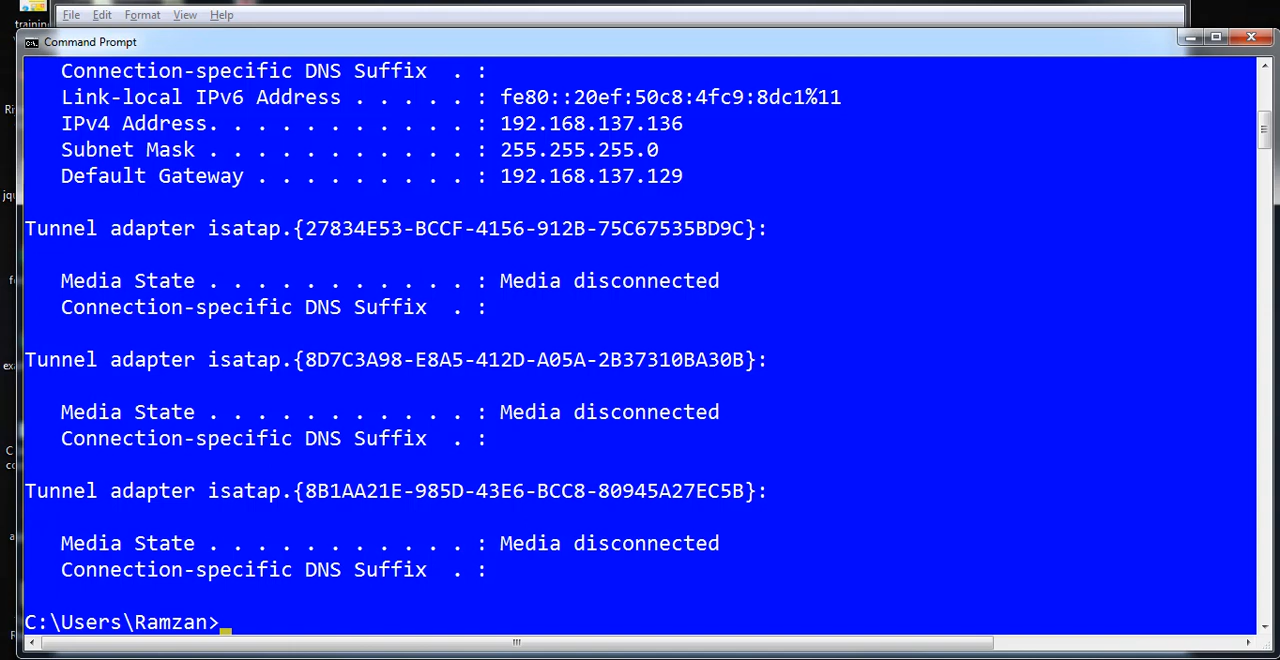 training
File Edit Format View Help
Command Prompt
Connection-specific DNS Suffix . :
Link-local IPv6 Address . . . . . : fe80::20ef:50c8:4fc9:8dc1%11
IPv4 Address. . . . . . . . . . . : 192.168.137.136
Subnet Mask . . . . . . . . . . . : 255.255.255.0
Default Gateway . . . . . . . . . : 192.168.137.129
Tunnel adapter isatap.{27834E53-BCCF-4156-912B-75C67535BD9C}:
Media State . . . . . . . . . . . : Media disconnected
Connection-specific DNS Suffix . :
Tunnel adapter isatap.{8D7C3A98-E8A5-412D-A05A-2B37310BA30B}:
Media State . . . . . . . . . . . : Media disconnected
Connection-specific DNS Suffix . :
Tunnel adapter isatap.{8B1AA21E-985D-43E6-BCC8-80945A27EC5B}:
Media State . . . . . . . . . . . : Media disconnected
Connection-specific DNS Suffix . :
C:\Users\Ramzan>